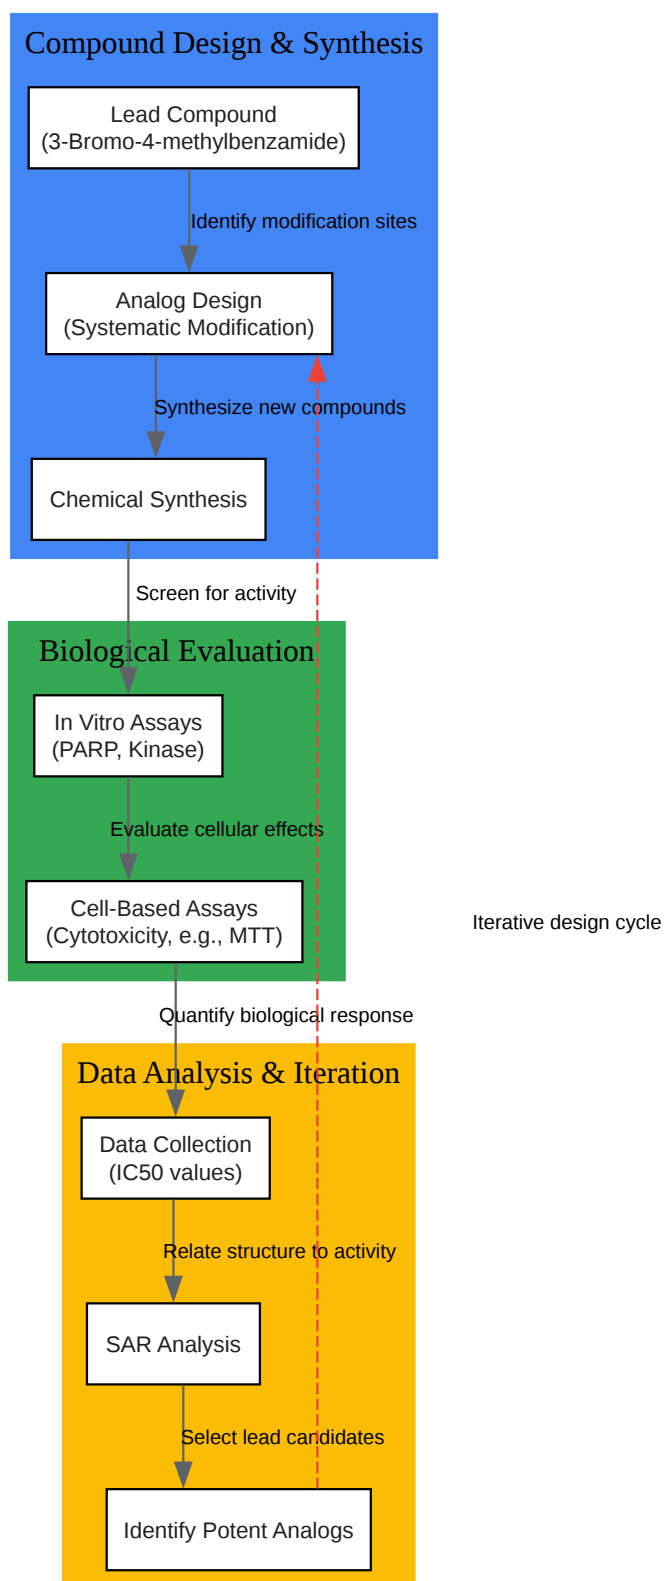 Compound Design & Synthesis
Lead Compound
(3-Bromo-4-methylbenzamide)
Identify modification sites
Analog Design
(Systematic Modification)
Synthesize new compounds
Chemical Synthesis
Screen for activity
Biological Evaluation
In Vitro Assays
(PARP, Kinase)
Evaluate cellular effects
Cell-Based Assays
(Cytotoxicity, e.g., MTT)
Iterative design cycle
Quantify biological response
Data Analysis & Iteration
Data Collection
(IC50 values)
Relate structure to activity
SAR Analysis
Select lead candidates
Identify Potent Analogs